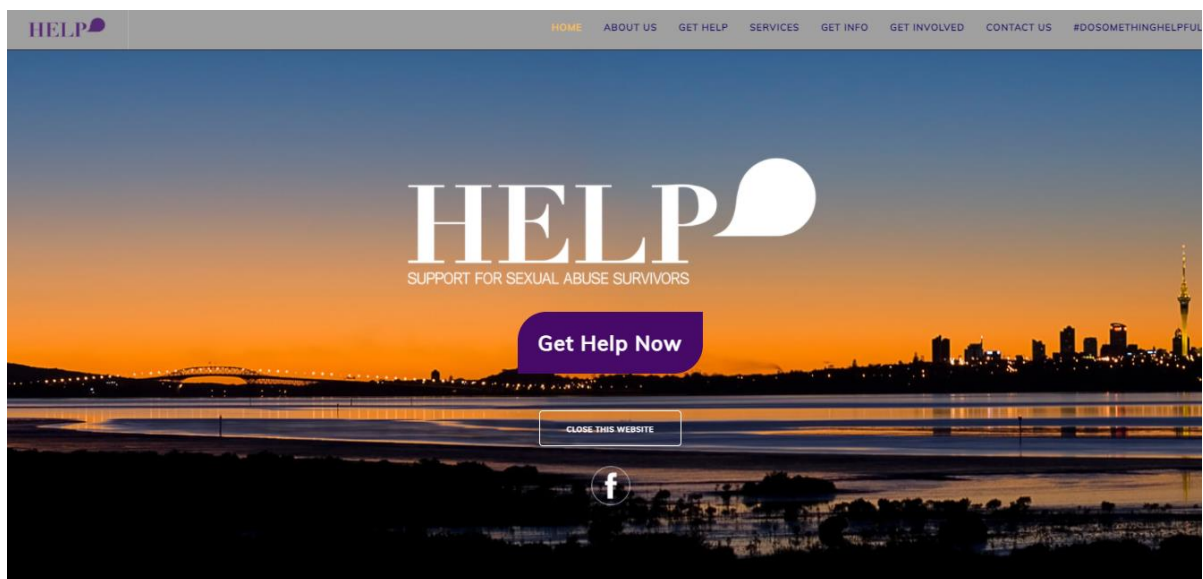 HELP
HOME ABOUT US GET HELP SERVICES GET INFO GET INVOLVED CONTACT US #DOSOMETHINGHELPFUL
HELP
SUPPORT FOR SEXUAL ABUSE SURVIVORS
Get Help Now
CLOSE THIS WEBSITE
f